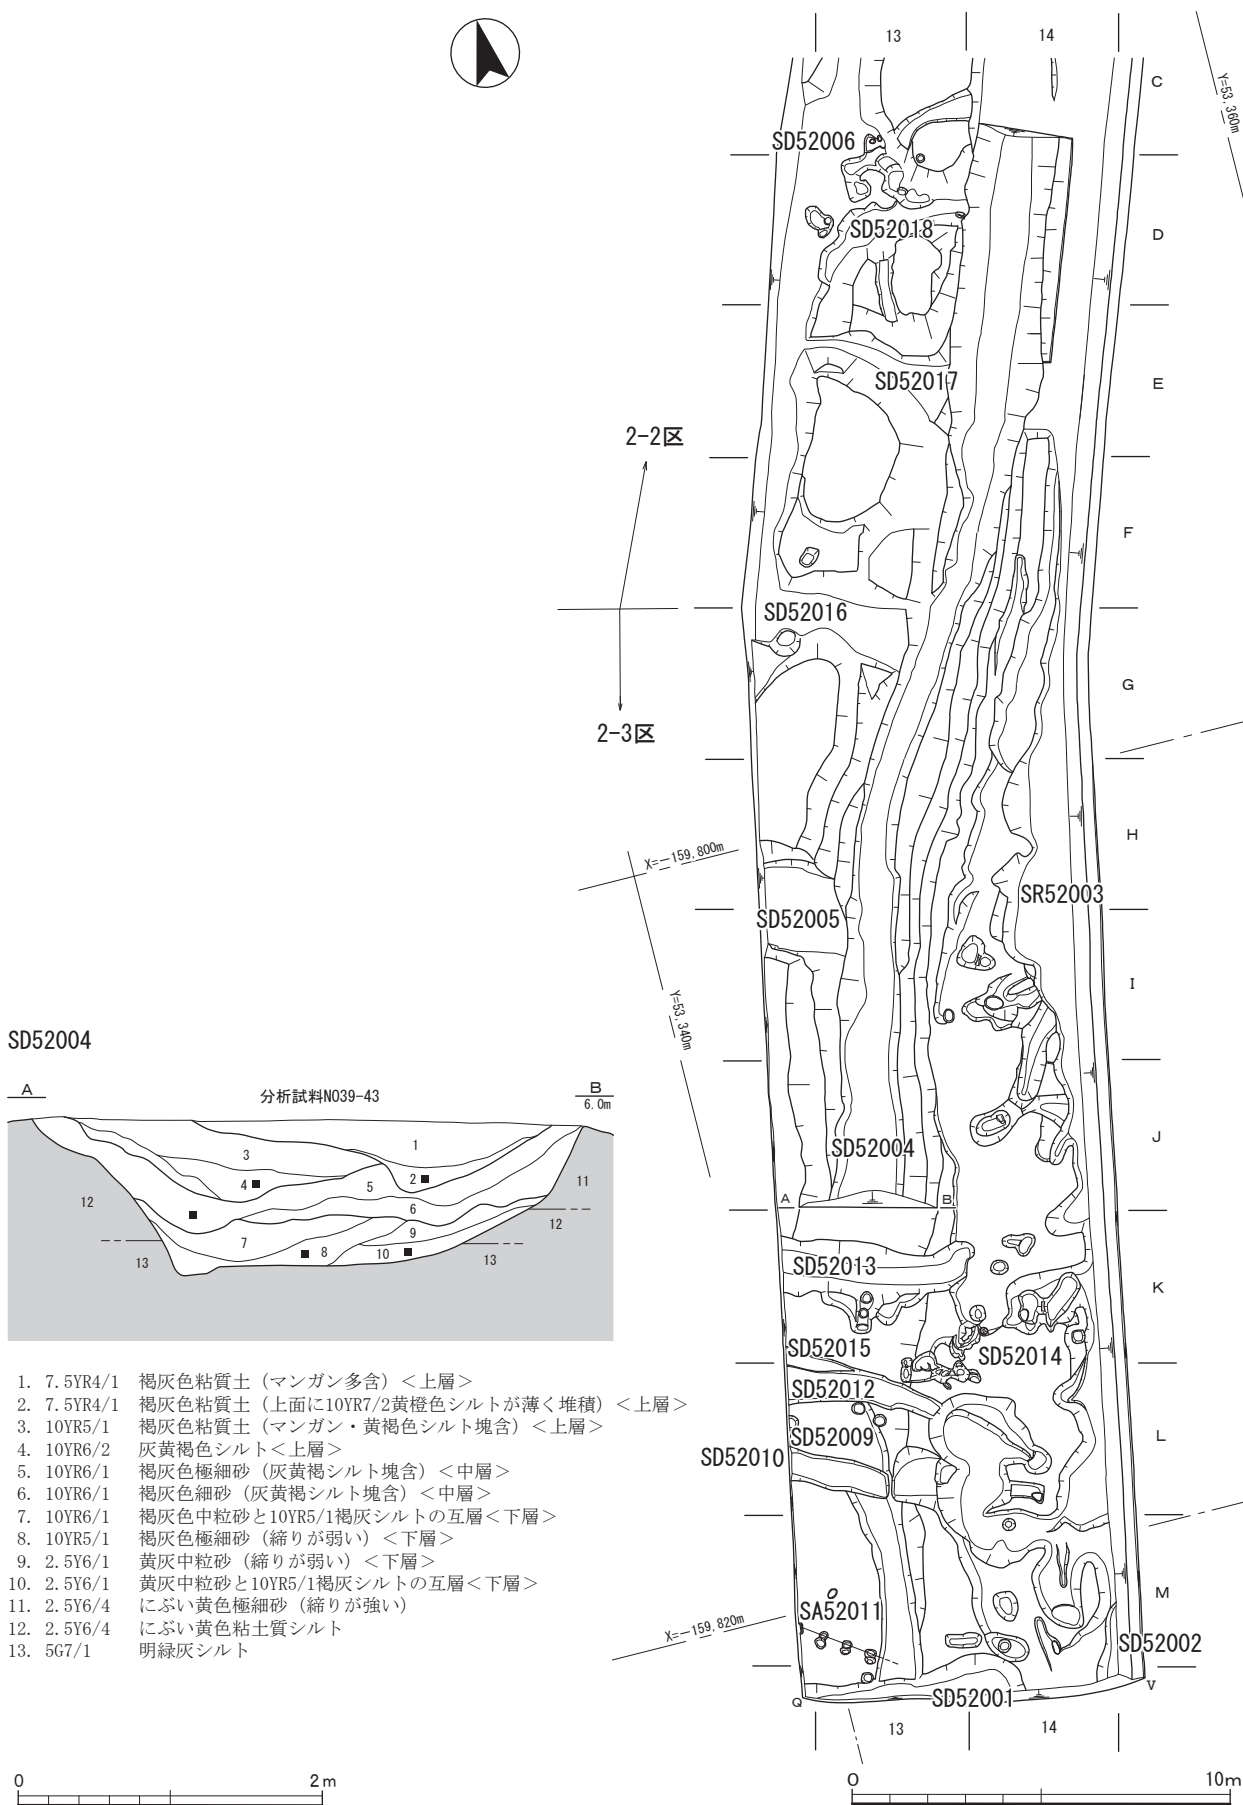 13
14
C
Y=53,360m
SD52006
SD52018
D
SD52017
E
2-2区
F
SD52016
G
2-3区
H
X=-159,800m
SR52003
SD52005
I
Y=53,340m
SD52004
A
分析試料NO39-43
B
6.0m
1
3
2
4
5
6
7
8
9
10
11
12
12
13
13
J
SD52004
A
B
SD52013
K
SD52015
SD52014
SD52012
SD52009
L
SD52010
M
SA52011
X=-159,820m
SD52002
SD52001
Q
V
13
14
1. 7.5YR4/1 褐灰色粘質土（マンガン多含）＜上層＞
2. 7.5YR4/1 褐灰色粘質土（上面に10YR7/2黄橙色シルトが薄く堆積）＜上層＞
3. 10YR5/1 褐灰色粘質土（マンガン・黄褐色シルト塊含）＜上層＞
4. 10YR6/2 灰黄褐色シルト＜上層＞
5. 10YR6/1 褐灰色極細砂（灰黄褐シルト塊含）＜中層＞
6. 10YR6/1 褐灰色細砂（灰黄褐シルト塊含）＜中層＞
7. 10YR6/1 褐灰色中粒砂と10YR5/1褐灰シルトの互層＜下層＞
8. 10YR5/1 褐灰色極細砂（締りが弱い）＜下層＞
9. 2.5Y6/1 黄灰中粒砂（締りが弱い）＜下層＞
10. 2.5Y6/1 黄灰中粒砂と10YR5/1褐灰シルトの互層＜下層＞
11. 2.5Y6/4 にぶい黄色極細砂（締りが強い）
12. 2.5Y6/4 にぶい黄色粘土質シルト
13. 5G7/1 明緑灰シルト
0 2m
0 10m